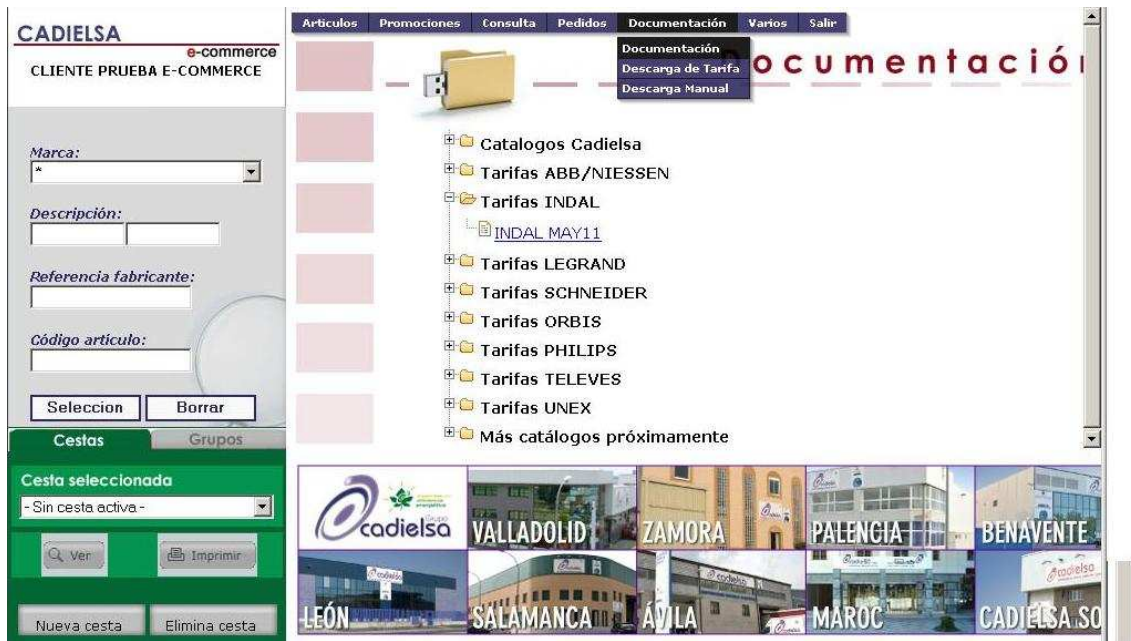 CADIELSA
e-commerce
CLIENTE PRUEBA E-COMMERCE
Marca:
*
Descripción:
Referencia fabricante:
Código artículo:
Seleccion Borrar
Cestas Grupos
Cesta seleccionada
- Sin cesta activa -
Ver Imprimir
Nueva cesta Elimina cesta
Articulos Promociones Consulta Pedidos Documentación Varios Salir
Documentación
Descarga de Tarifa
Descarga Manual
ocumentació
Catalogos Cadielsa
Tarifas ABB/NIESSEN
Tarifas INDAL
INDAL MAY11
Tarifas LEGRAND
Tarifas SCHNEIDER
Tarifas ORBIS
Tarifas PHILIPS
Tarifas TELEVES
Tarifas UNEX
Más catálogos próximamente
Grupo
cadielsa
VALLADOLID ZAMORA PALENCIA BENAVENTE
LEÓN SALAMANCA ÁVILA MAROC CADIELSA SO